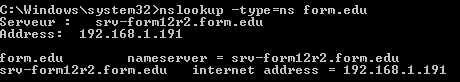 C:\Windows\system32>nslookup -type=ns form.edu
Serveur :   srv-form12r2.form.edu
Address:  192.168.1.191
form.edu        nameserver = srv-form12r2.form.edu
srv-form12r2.form.edu   internet address = 192.168.1.191